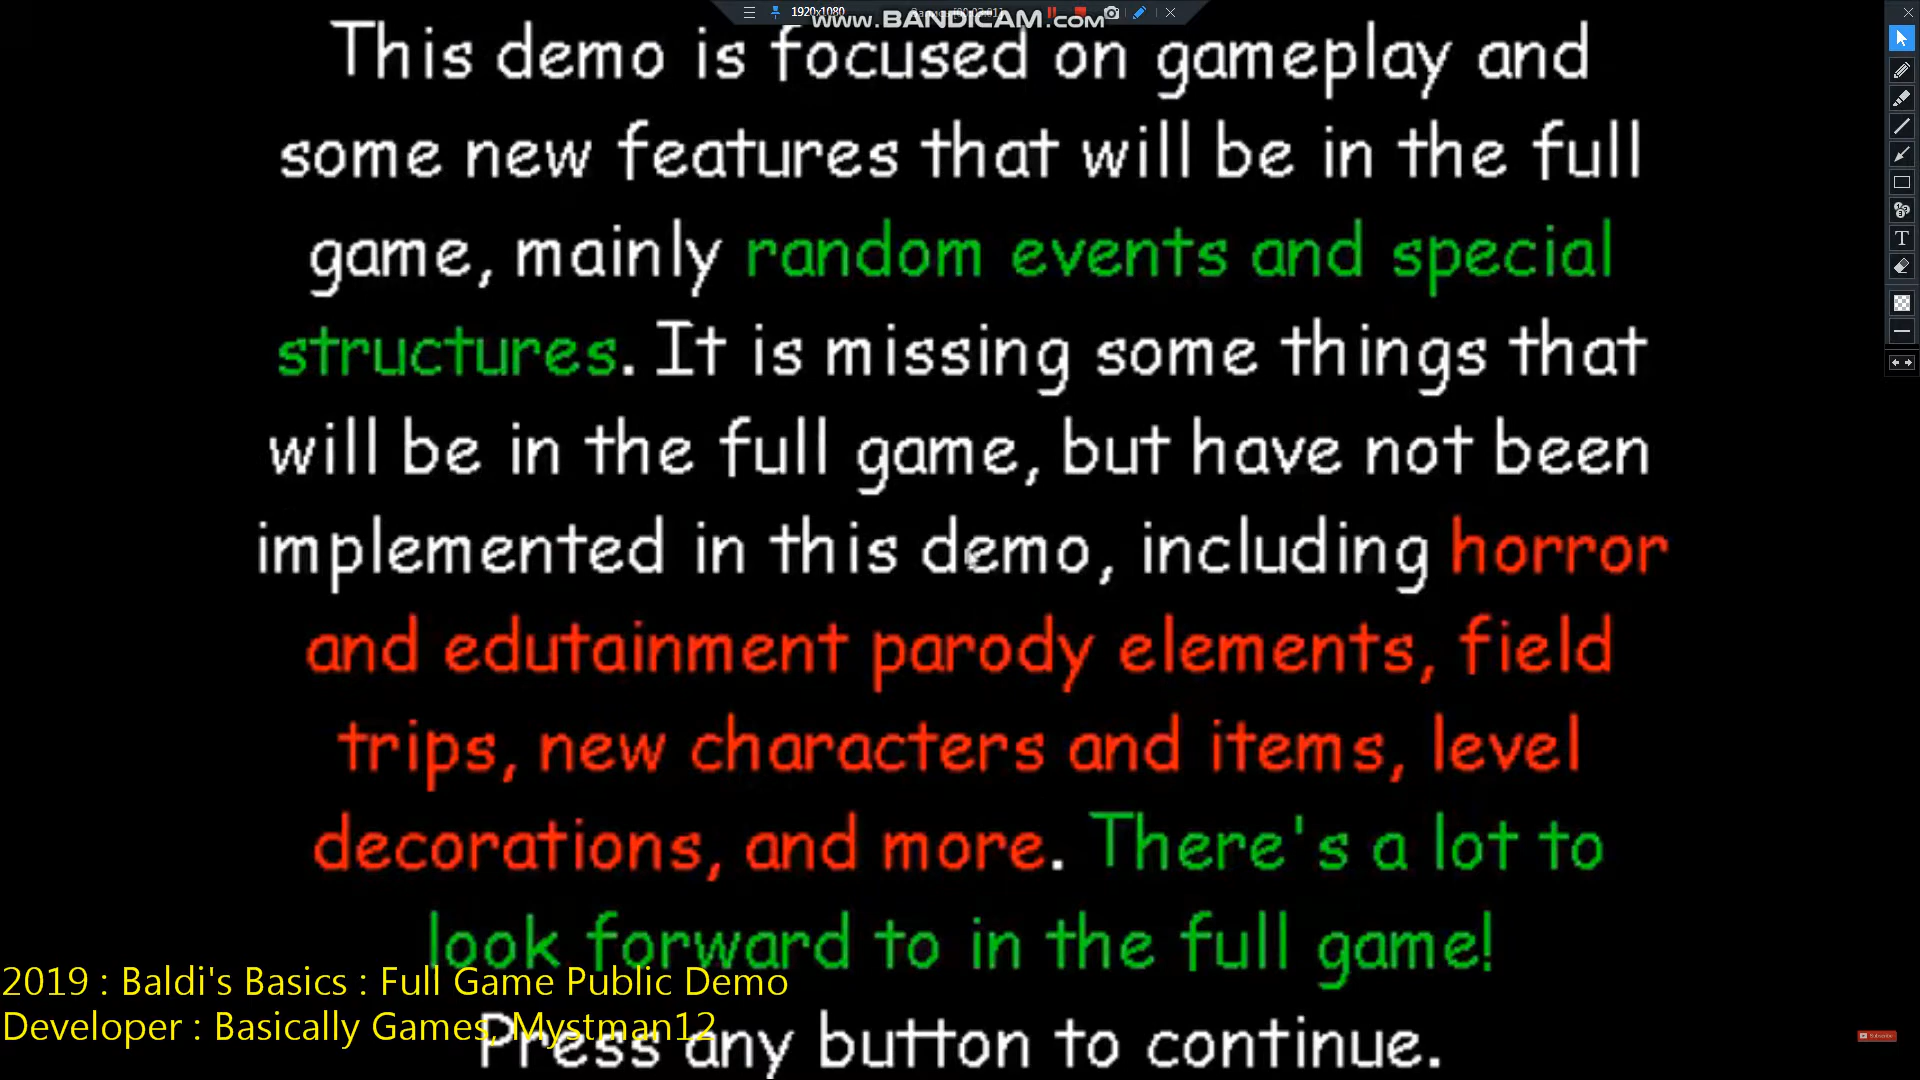 1920x1080
www.BANDICAM.com
This demo is focused on gameplay and
some new features that will be in the full
game, mainly random events and special
structures. It is missing some things that
will be in the full game, but have not been
implemented in this demo, including horror
and edutainment parody elements, field
trips, new characters and items, level
decorations, and more. There's a lot to
look forward to in the full game!
2019 : Baldi's Basics : Full Game Public Demo
Developer : Basically Games, Mystman12
Press any button to continue.
Subscribe